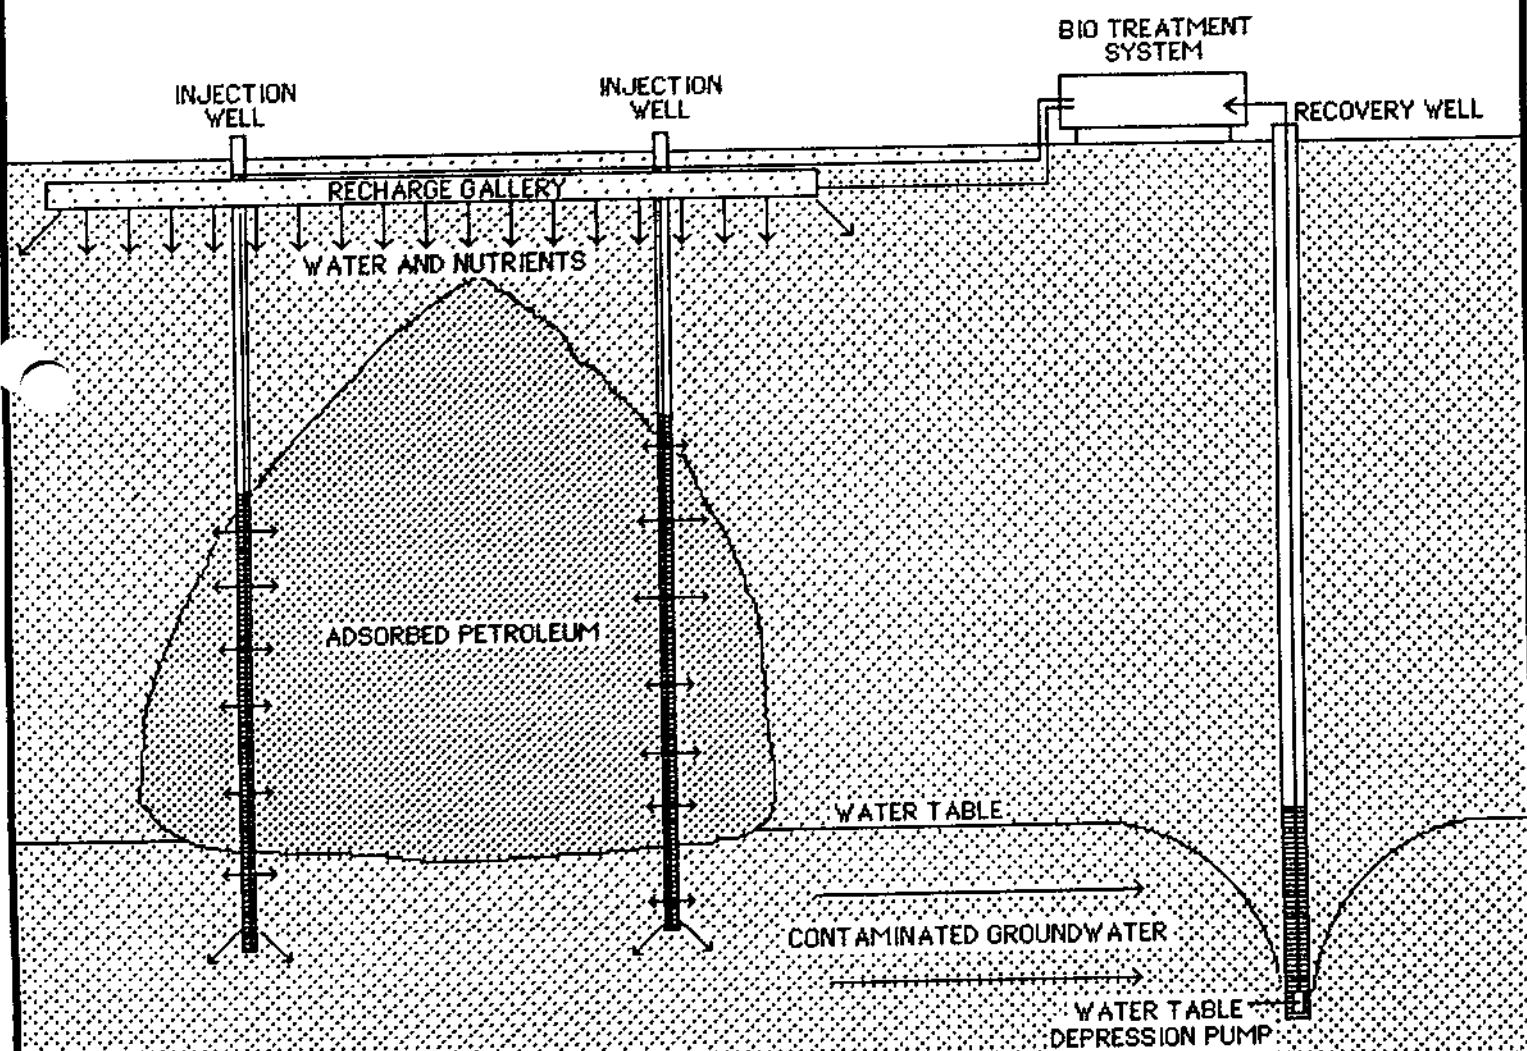 BIO TREATMENT
SYSTEM
INJECTION
WELL
INJECTION
WELL
RECOVERY WELL
RECHARGE GALLERY
WATER AND NUTRIENTS
ADSORBED PETROLEUM
WATER TABLE
CONTAMINATED GROUNDWATER
WATER TABLE
DEPRESSION PUMP